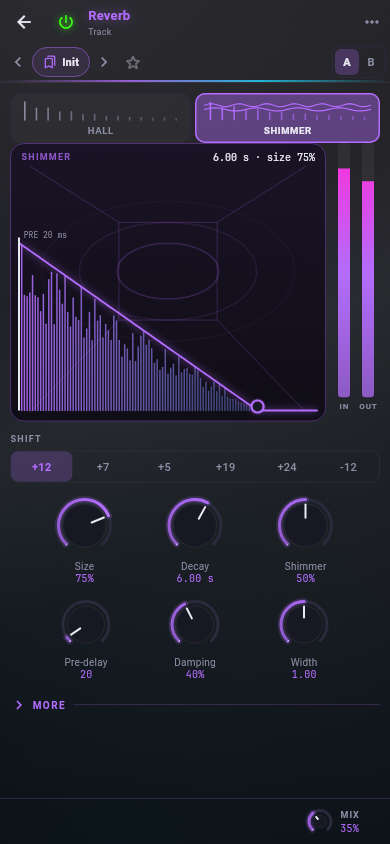 Reverb
Track
Init
A B
HALL
SHIMMER
SHIMMER
6.00 s · size 75%
PRE 20 ms
IN OUT
SHIFT
+12 +7 +5 +19 +24 -12
Size Decay Shimmer
75% 6.00 s 50%
Pre-delay Damping Width
20 40% 1.00
MORE
MIX
35%